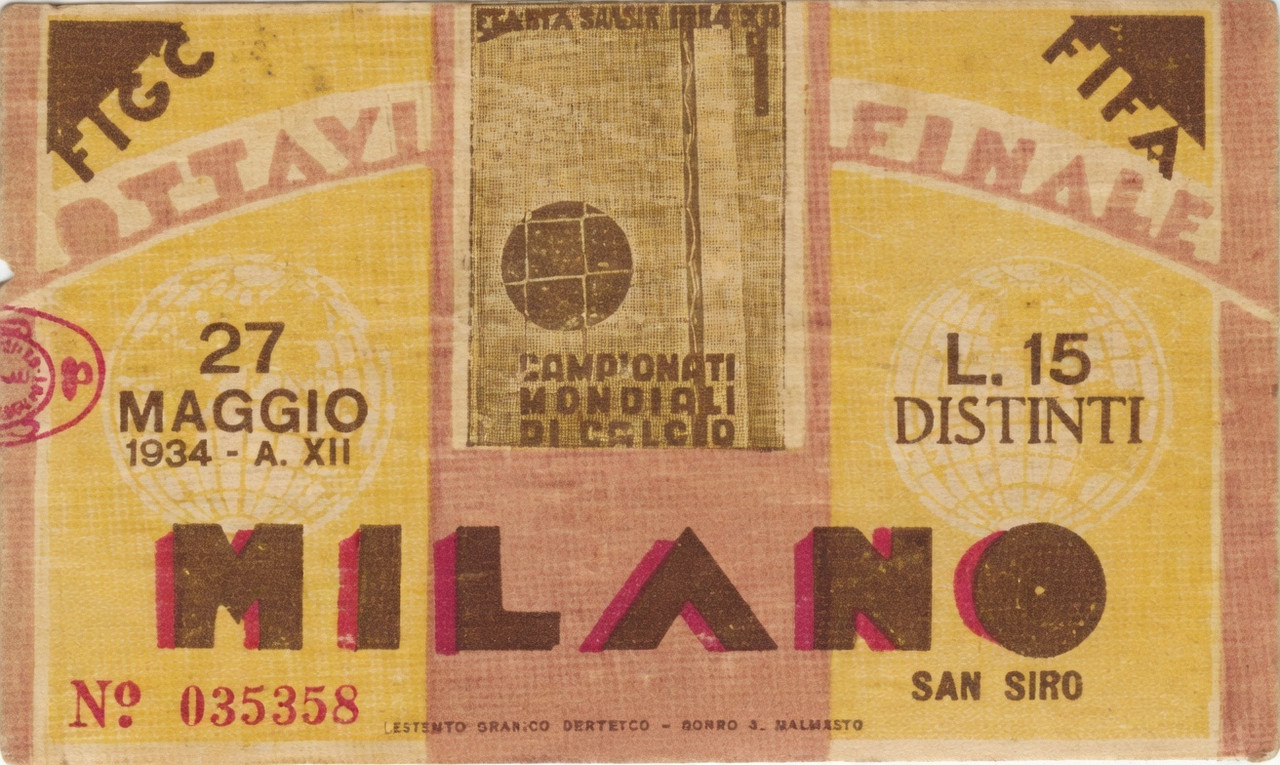 FIGC
FIFA
OTTAVI FINALE
CAMPIONATI
MONDIALI
DI CALCIO
27
MAGGIO
1934 - A. XII
L. 15
DISTINTI
MILANO
SAN SIRO
Nº 035358